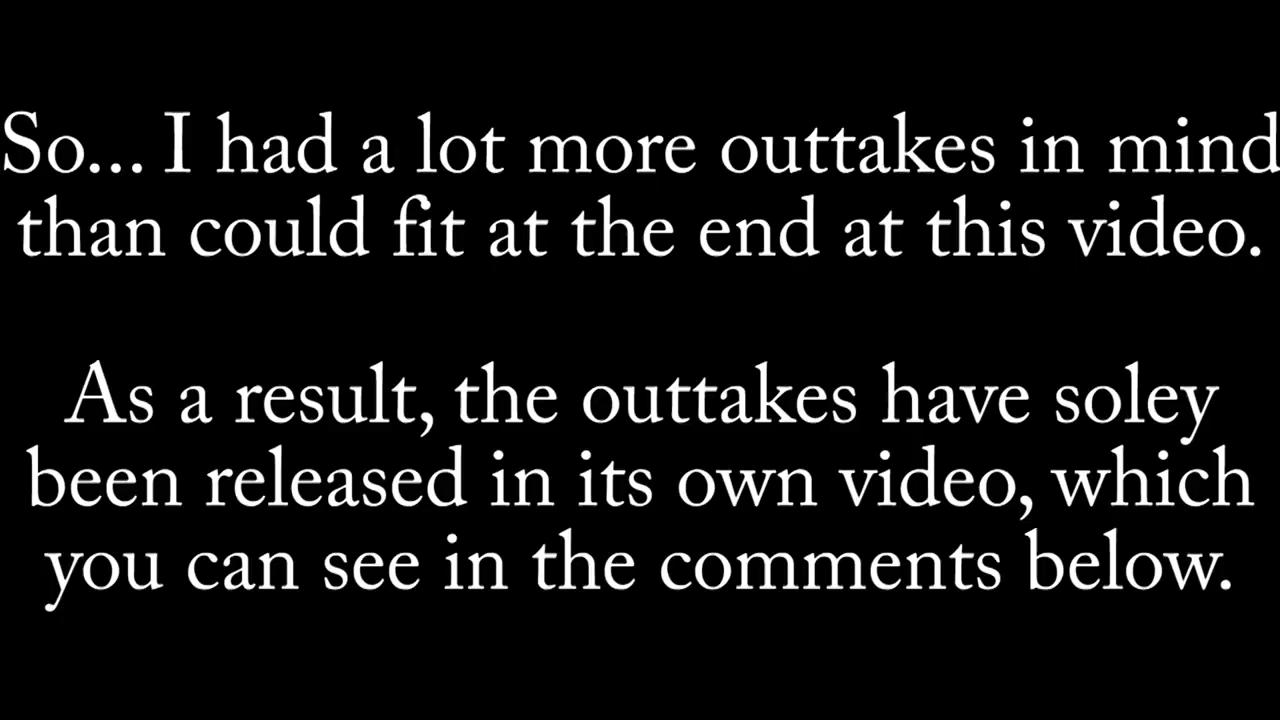 So... I had a lot more outtakes in mind
than could fit at the end at this video.
As a result, the outtakes have soley
been released in its own video, which
you can see in the comments below.